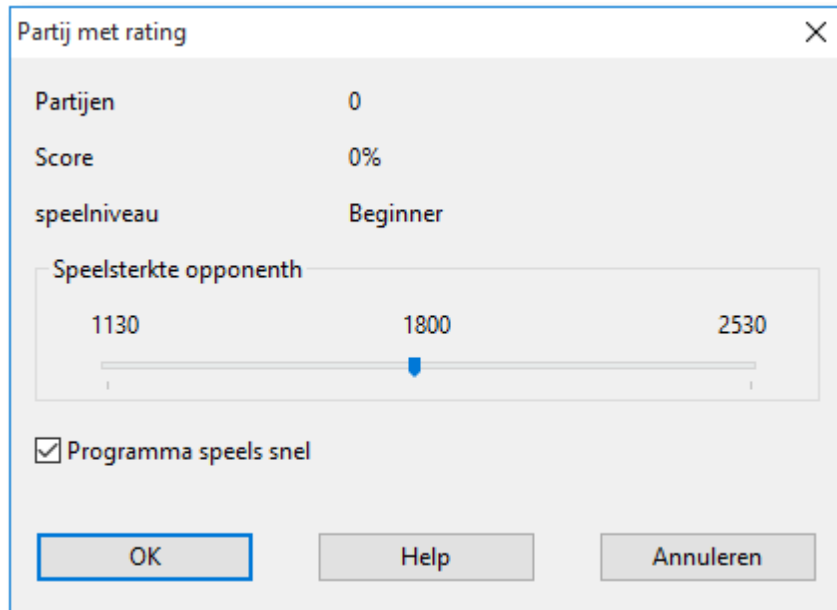 Partij met rating
Partijen 0
Score 0%
speelniveau Beginner
Speelsterkte opponenth
1130 1800 2530
Programma speels snel
OK Help Annuleren